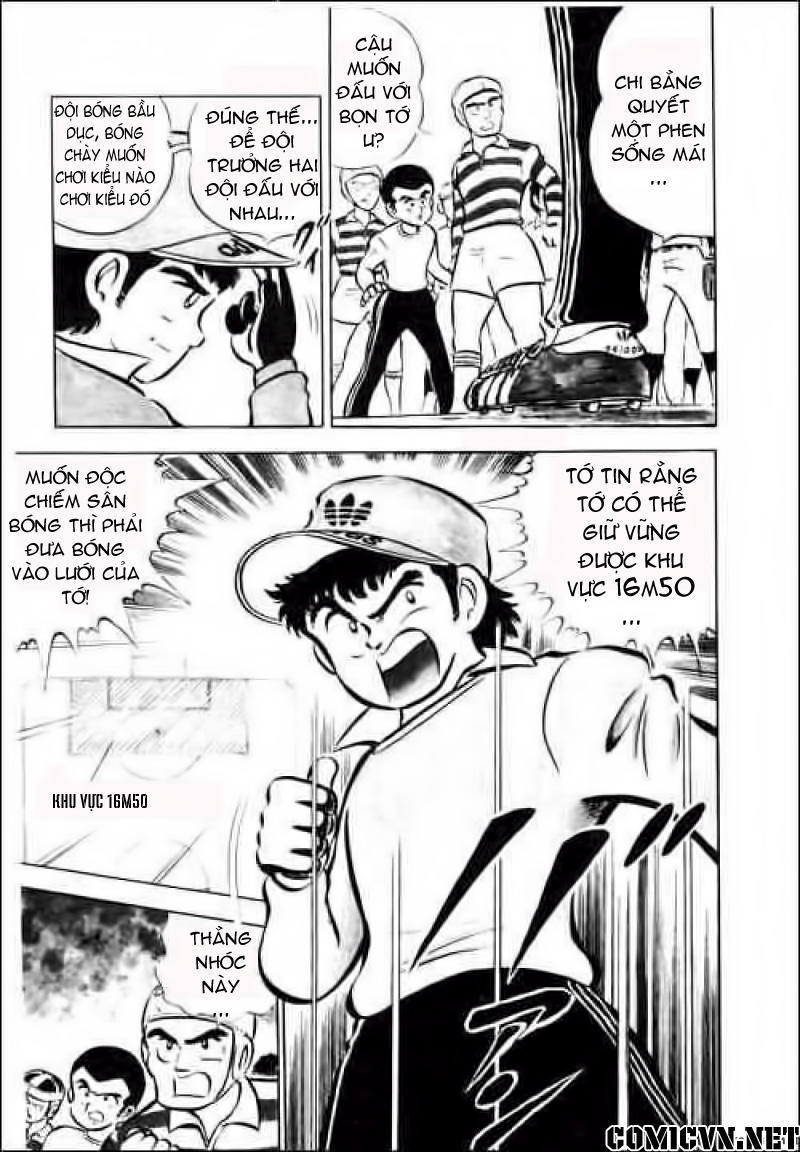 CHI BẰNG
QUYẾT
MỘT PHEN
SỐNG MÁI
...
CẬU
MUỐN
ĐẤU VỚI
BỌN TỚ
Ư?
ĐÚNG THẾ...
ĐỂ ĐỘI
TRƯỞNG HAI
ĐỘI ĐẤU VỚI
NHAU...
ĐỘI BÓNG BẦU
DỤC, BÓNG
CHÀY MUỐN
CHƠI KIỂU NÀO
CHƠI KIỂU ĐÓ
TỚ TIN RẰNG
TỚ CÓ THỂ
GIỮ VỮNG
ĐƯỢC KHU
VỰC 16M50
...
MUỐN ĐỘC
CHIẾM SÂN
BÓNG THÌ PHẢI
ĐƯA BÓNG
VÀO LƯỚI CỦA
TỚ!
KHU VỰC 16M50
THẰNG
NHÓC
NÀY
...
COMICVN.NET